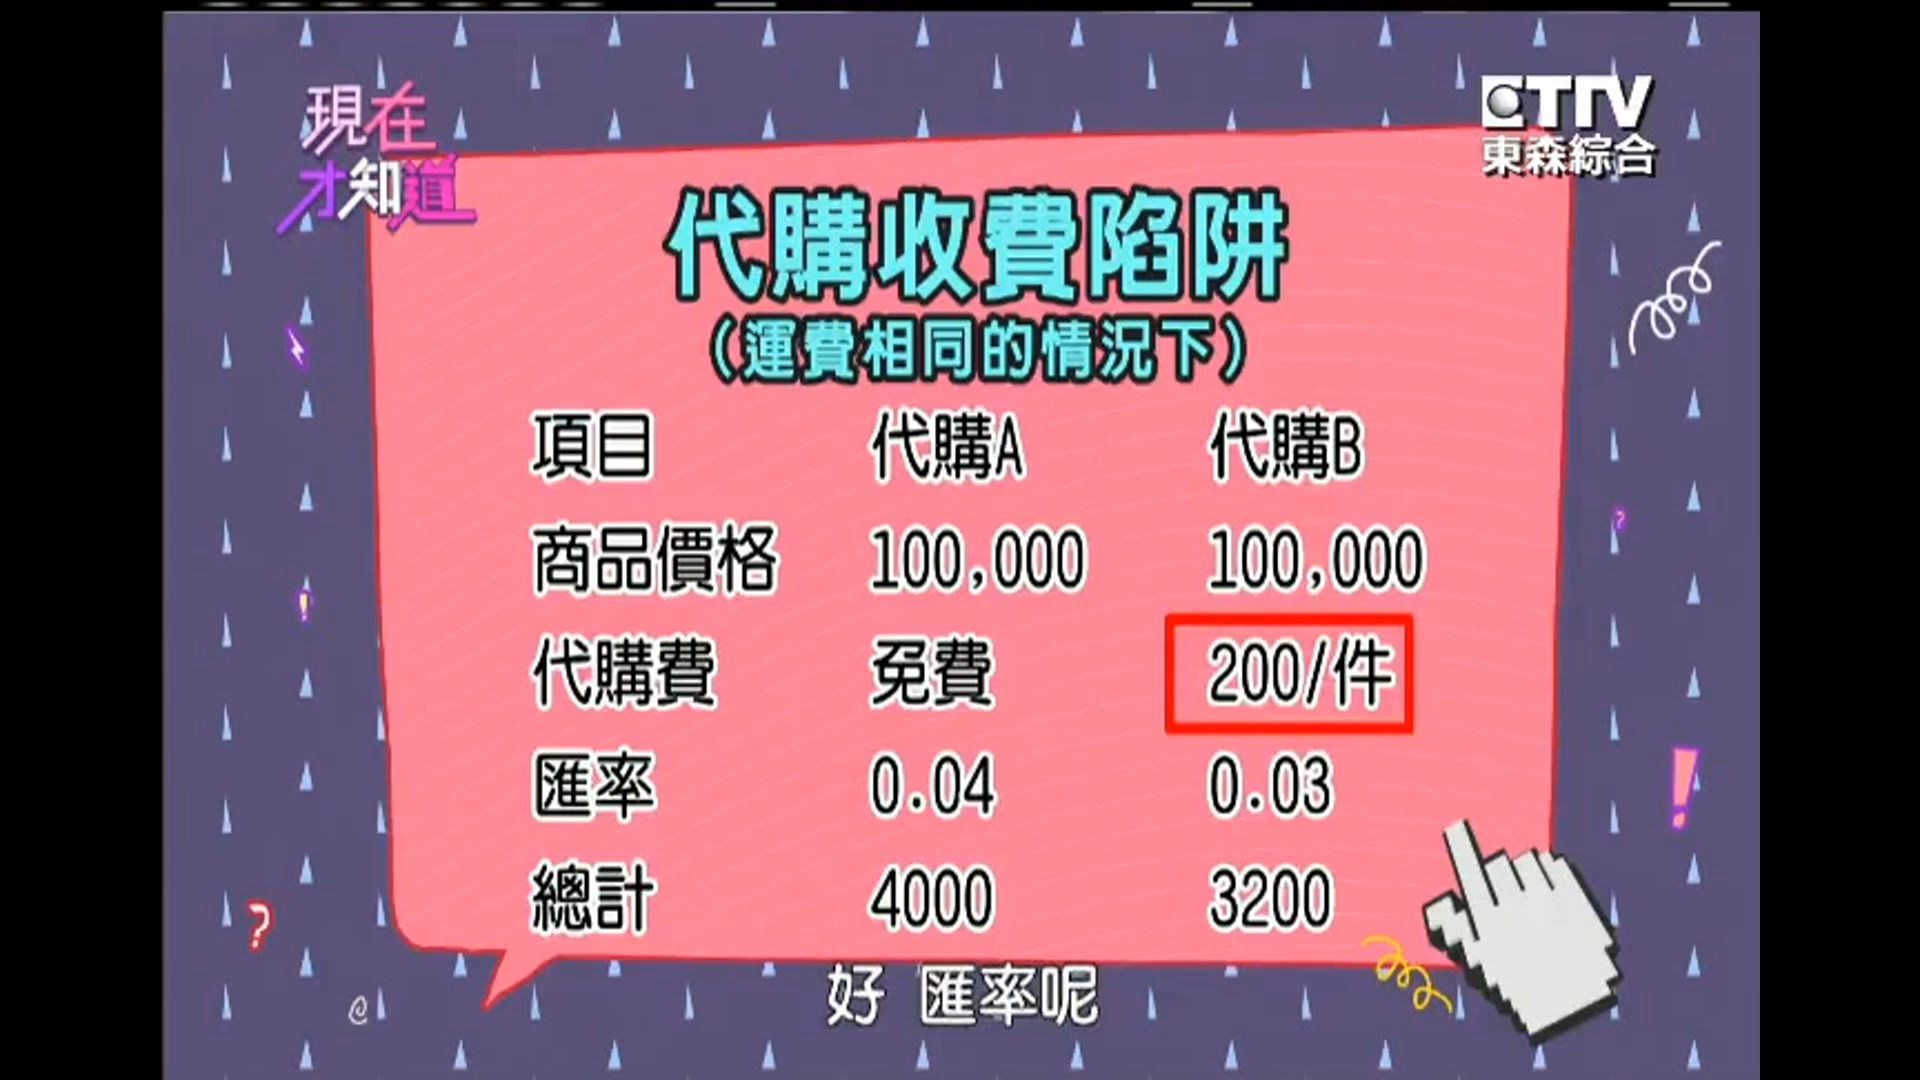 現在
才知道
ETTV
東森綜合
代購收費陷阱
（運費相同的情況下）
項目 代購A 代購B
商品價格 100,000 100,000
代購費 免費 200/件
匯率 0.04 0.03
總計 4000 3200
好 匯率呢